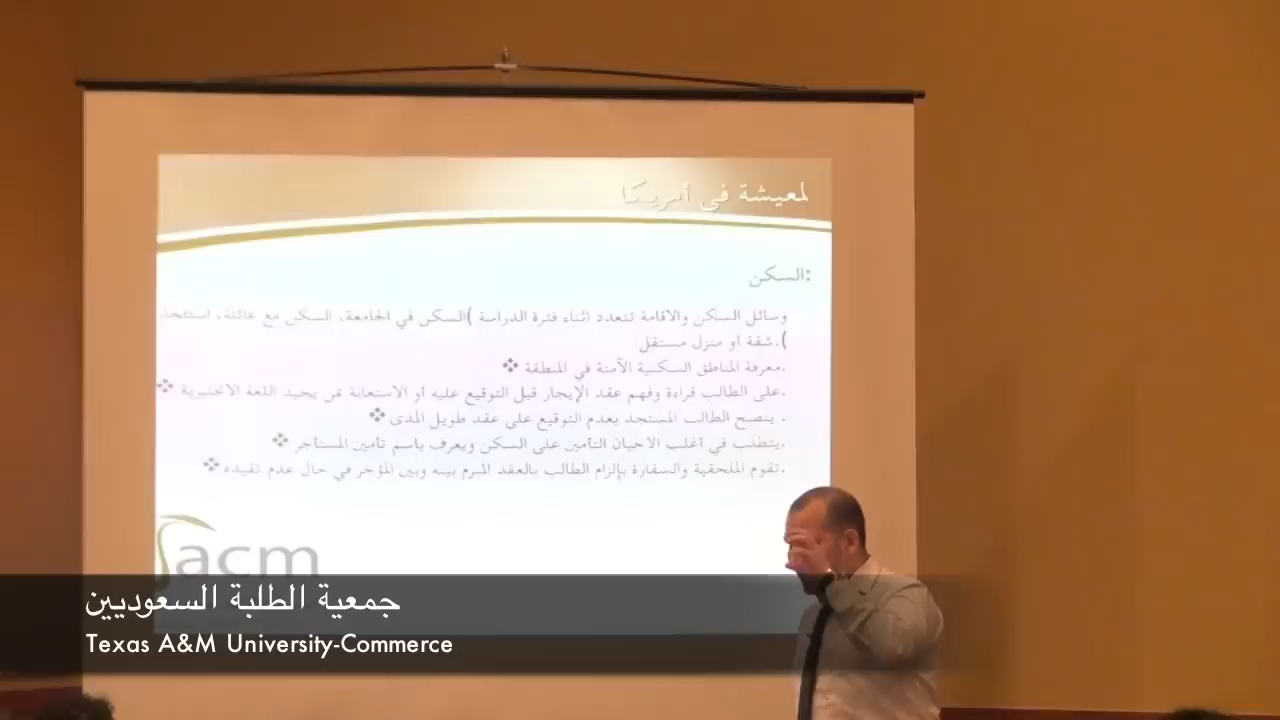 لمعيشة في أمريكا
السكن:
وسائل السكن والاقامة تتعدد اثناء فترة الدراسة )السكن في الجامعة، السكن مع عائلة، استئجا
).شقة او منزل مستقل
.معرفة المناطق السكنية الآمنة في المنطقة
.على الطالب قراءة وفهم عقد الإيجار قبل التوقيع عليه أو الاستعانة بمن يجيد اللغة الانجليزية
. ينصح الطالب المستجد بعدم التوقيع على عقد طويل المدى
.يتطلب في أغلب الاحيان التأمين على السكن ويعرف باسم تأمين المستاجر
.تقوم الملحقية والسفارة بإلزام الطالب بالعقد المبرم بينه وبين المؤجر في حال عدم تقيده
sacm
جمعية الطلبة السعوديين
Texas A&M University-Commerce